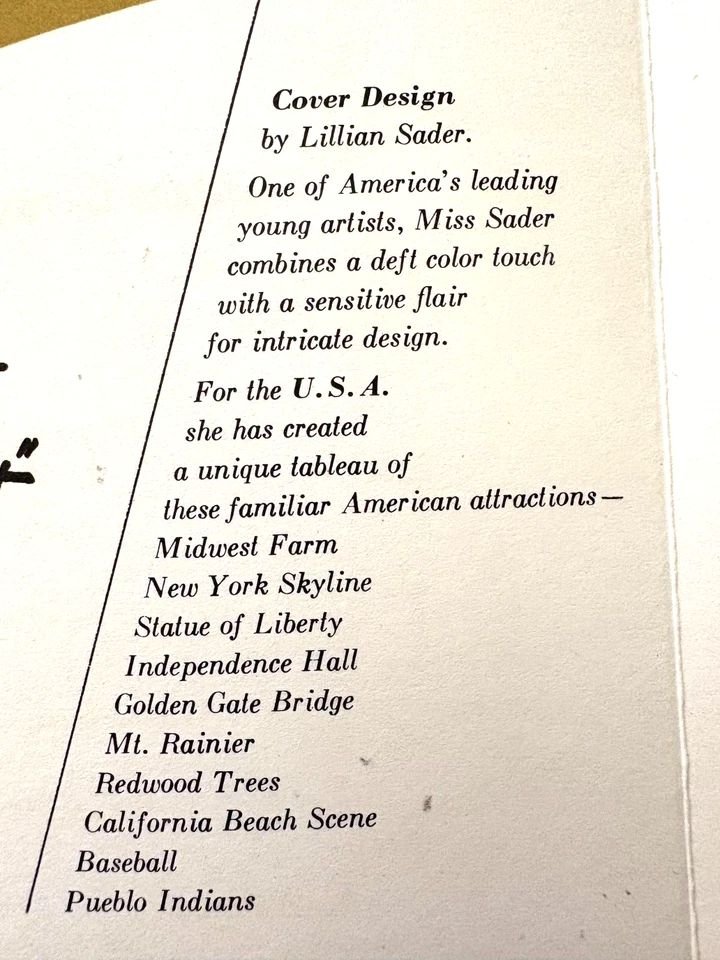 Cover Design
by Lillian Sader.
One of America's leading
young artists, Miss Sader
combines a deft color touch
with a sensitive flair
for intricate design.
For the U.S.A.
she has created
a unique tableau of
these familiar American attractions—
Midwest Farm
New York Skyline
Statue of Liberty
Independence Hall
Golden Gate Bridge
Mt. Rainier
Redwood Trees
California Beach Scene
Baseball
Pueblo Indians